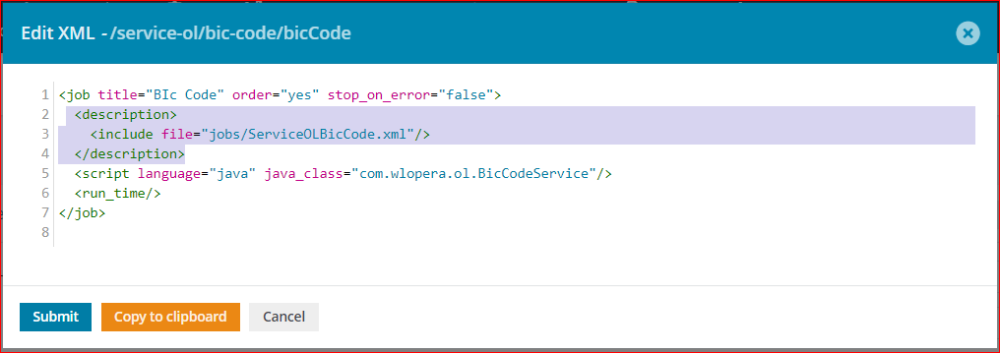 Edit XML - /service-ol/bic-code/bicCode
1 <job title="BIc Code" order="yes" stop_on_error="false">
2 <description>
3 <include file="jobs/ServiceOLBicCode.xml"/>
4 </description>
5 <script language="java" java_class="com.wlopera.ol.BicCodeService"/>
6 <run_time/>
7 </job>
8
Submit Copy to clipboard Cancel